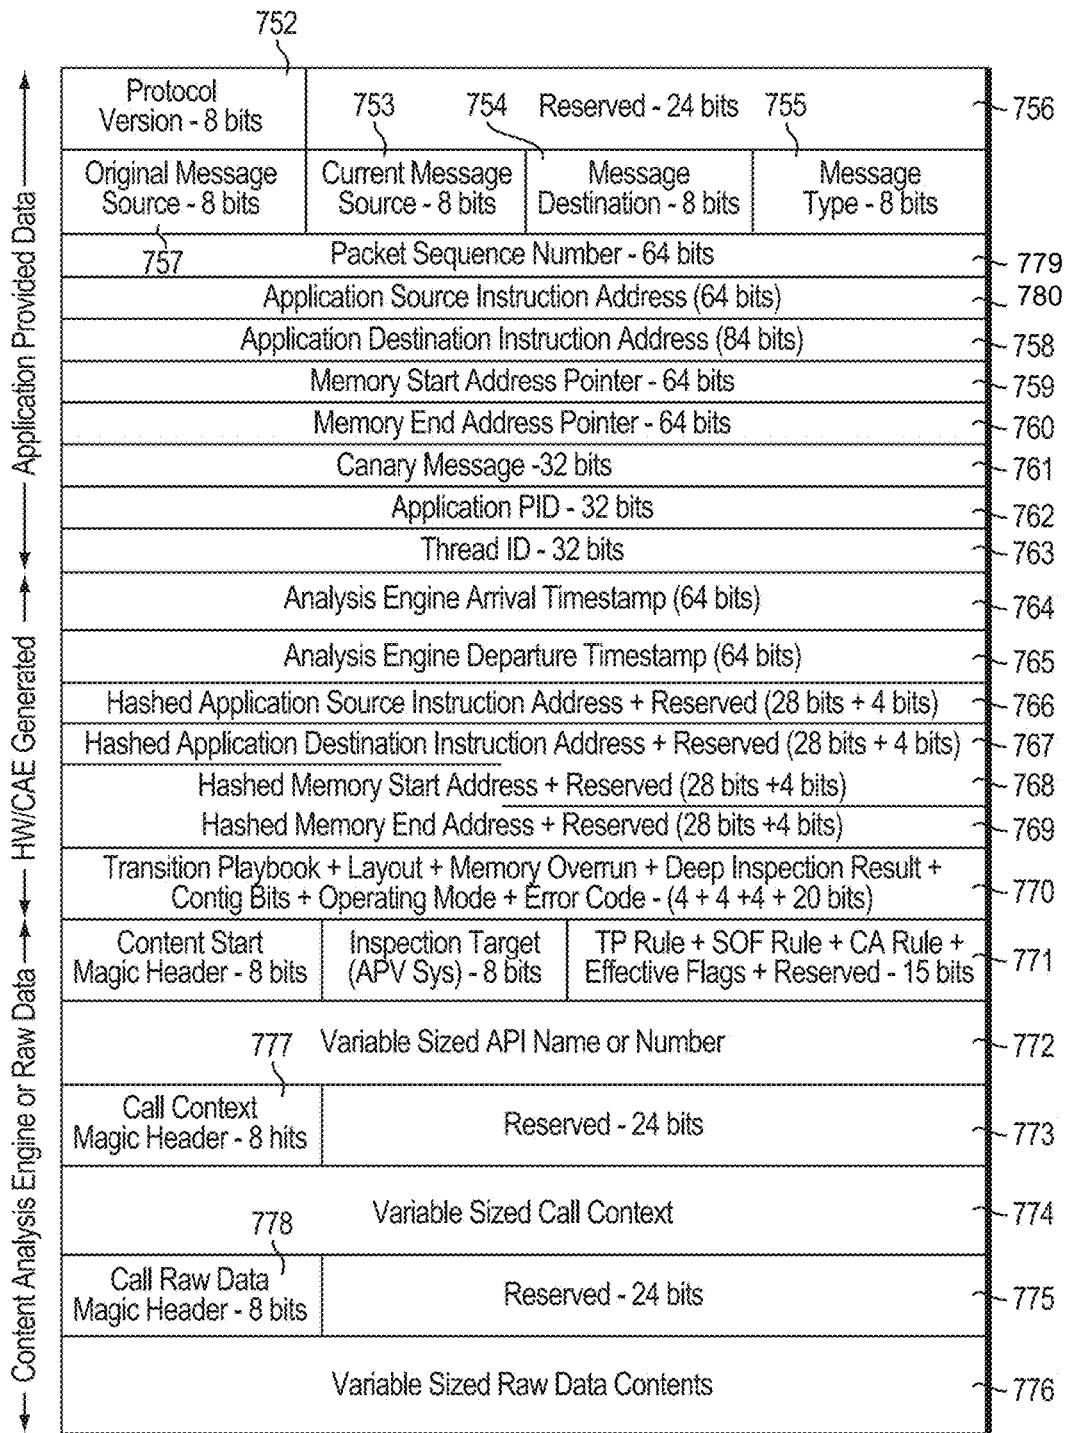 752
Protocol
Version - 8 bits
753
754
Reserved - 24 bits
755
756
Original Message
Source - 8 bits
Current Message
Source - 8 bits
Message
Destination - 8 bits
Message
Type - 8 bits
757
Packet Sequence Number - 64 bits
779
Application Source Instruction Address (64 bits)
780
Application Destination Instruction Address (84 bits)
758
Memory Start Address Pointer - 64 bits
759
Memory End Address Pointer - 64 bits
760
Canary Message -32 bits
761
Application PID - 32 bits
762
Thread ID - 32 bits
763
Application Provided Data
Analysis Engine Arrival Timestamp (64 bits)
764
Analysis Engine Departure Timestamp (64 bits)
765
Hashed Application Source Instruction Address + Reserved (28 bits + 4 bits)
766
Hashed Application Destination Instruction Address + Reserved (28 bits + 4 bits)
767
Hashed Memory Start Address + Reserved (28 bits +4 bits)
768
Hashed Memory End Address + Reserved (28 bits +4 bits)
769
Transition Playbook + Layout + Memory Overrun + Deep Inspection Result +
Contig Bits + Operating Mode + Error Code - (4 + 4 +4 + 20 bits)
770
HW/CAE Generated
Content Start
Magic Header - 8 bits
Inspection Target
(APV Sys) - 8 bits
TP Rule + SOF Rule + CA Rule +
Effective Flags + Reserved - 15 bits
771
Variable Sized API Name or Number
772
777
Call Context
Magic Header - 8 hits
Reserved - 24 bits
773
Variable Sized Call Context
774
778
Call Raw Data
Magic Header - 8 bits
Reserved - 24 bits
775
Variable Sized Raw Data Contents
776
Content Analysis Engine or Raw Data